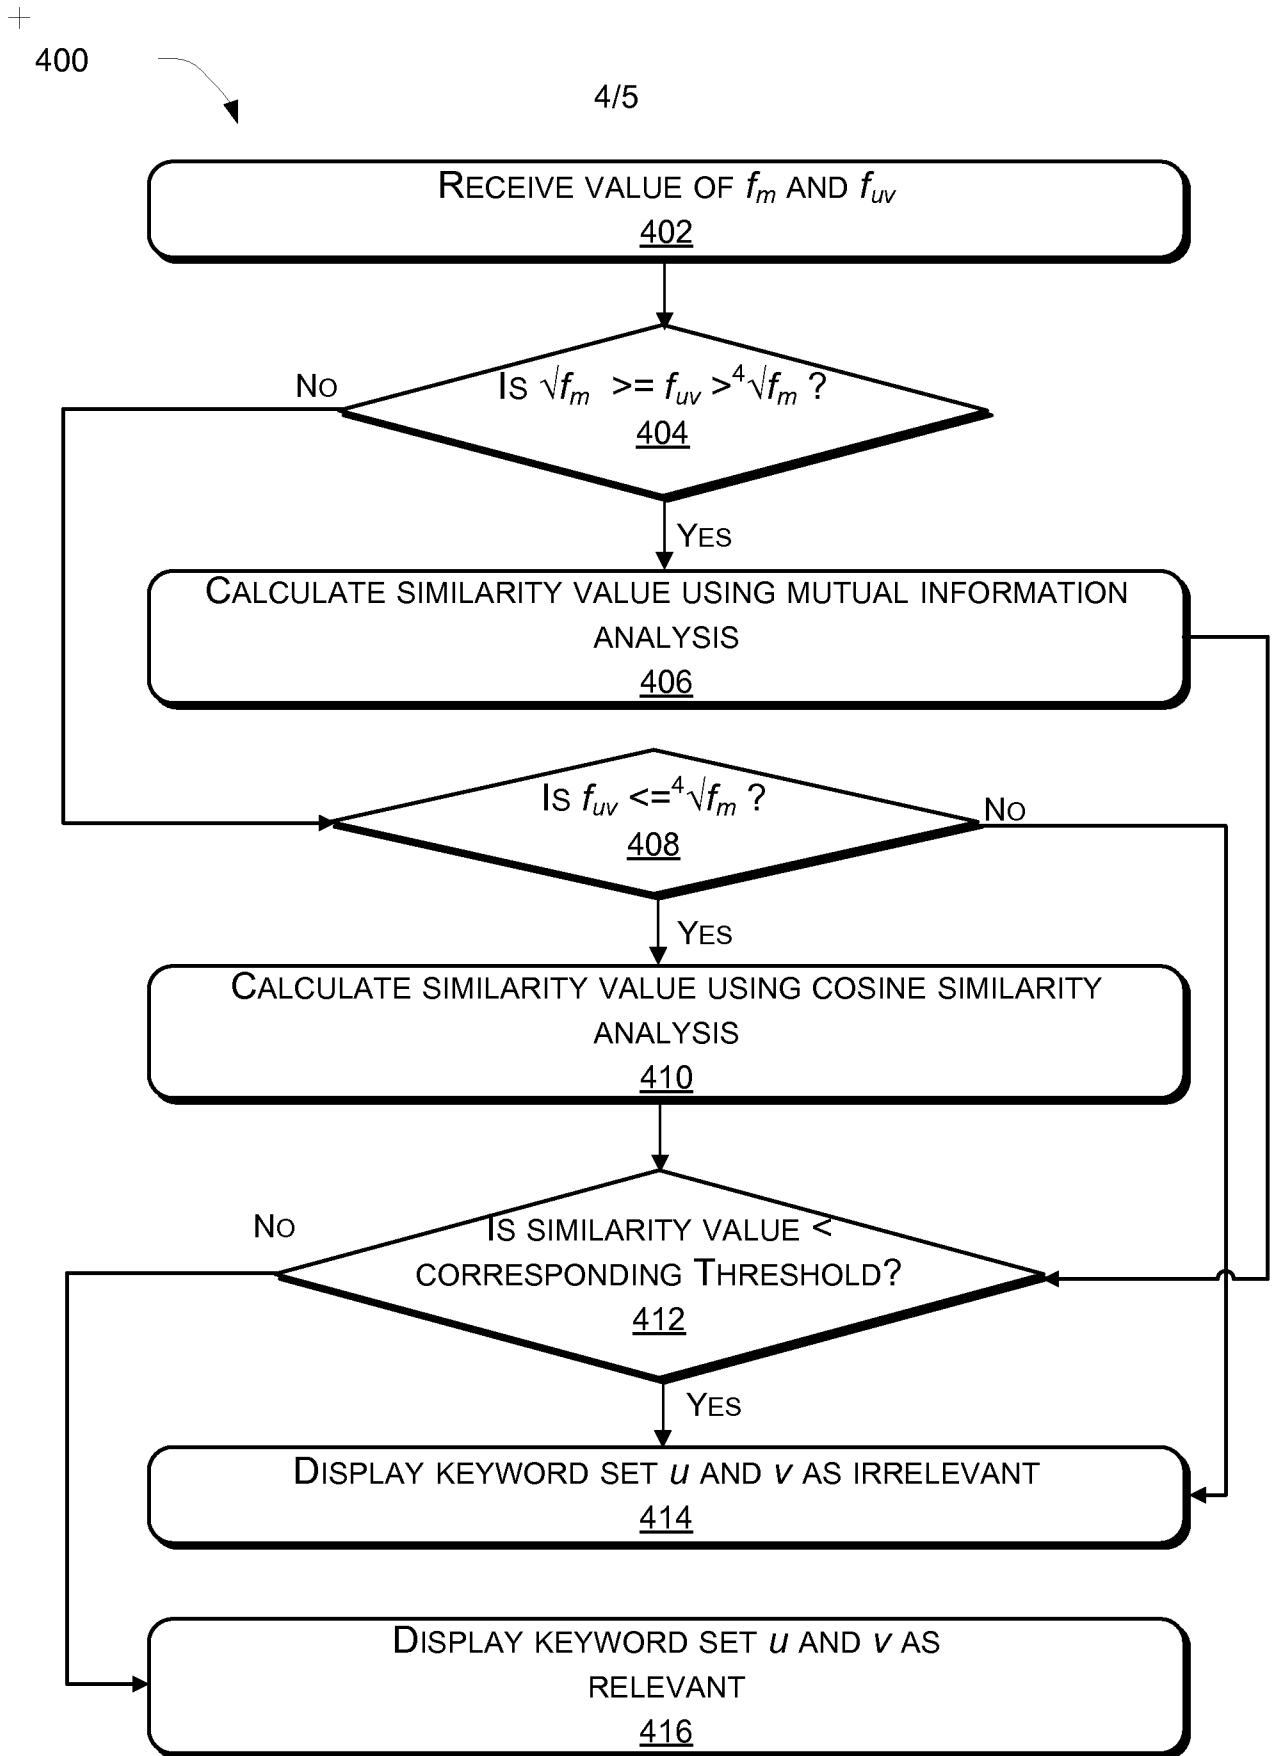 400
4/5
RECEIVE VALUE OF fm AND fuv
402
IS √fm >= fuv >⁴√fm ?
404
NO
YES
CALCULATE SIMILARITY VALUE USING MUTUAL INFORMATION
ANALYSIS
406
IS fuv <=⁴√fm ?
408
NO
YES
CALCULATE SIMILARITY VALUE USING COSINE SIMILARITY
ANALYSIS
410
NO
IS SIMILARITY VALUE <
CORRESPONDING THRESHOLD?
412
YES
DISPLAY KEYWORD SET u AND v AS IRRELEVANT
414
DISPLAY KEYWORD SET u AND v AS
RELEVANT
416